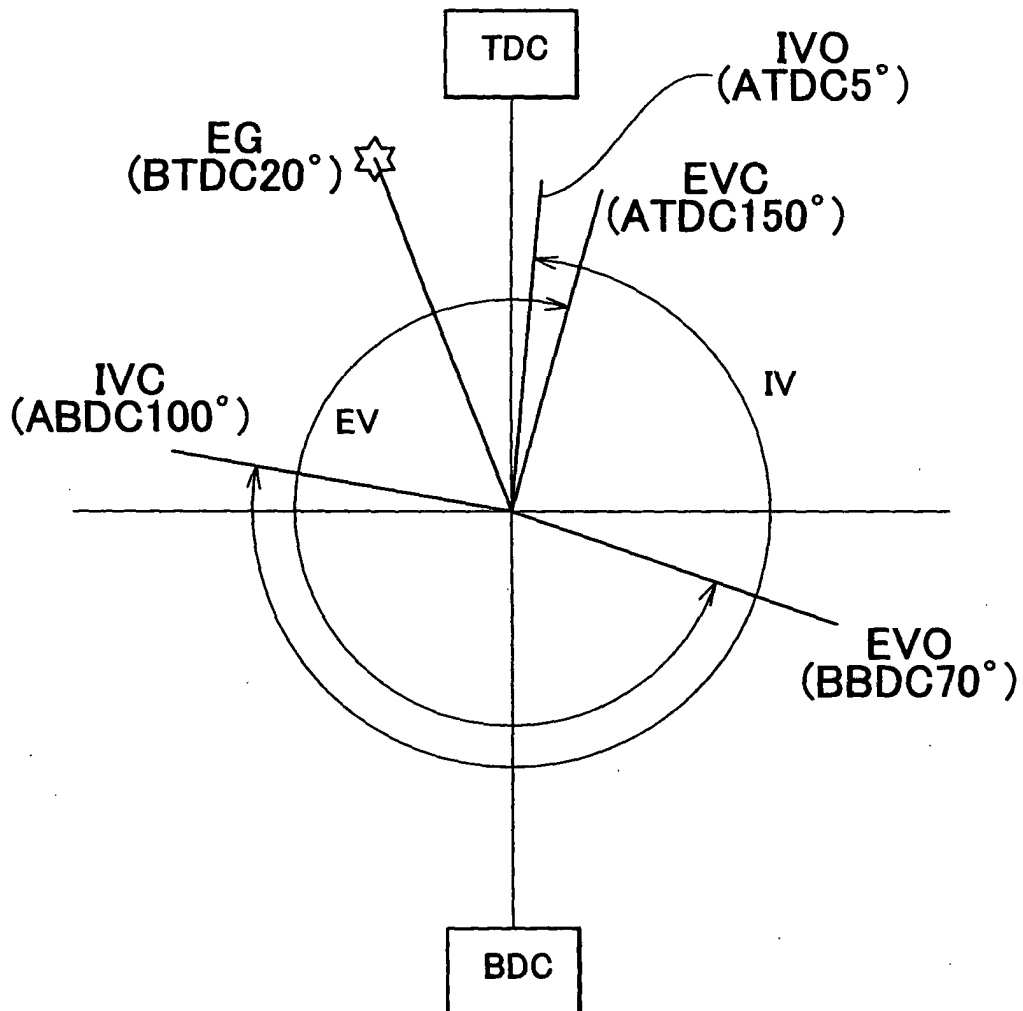 TDC
IVO
(ATDC5°)
EG
(BTDC20°)
EVC
(ATDC150°)
IVC
(ABDC100°)
EV
IV
EVO
(BBDC70°)
BDC